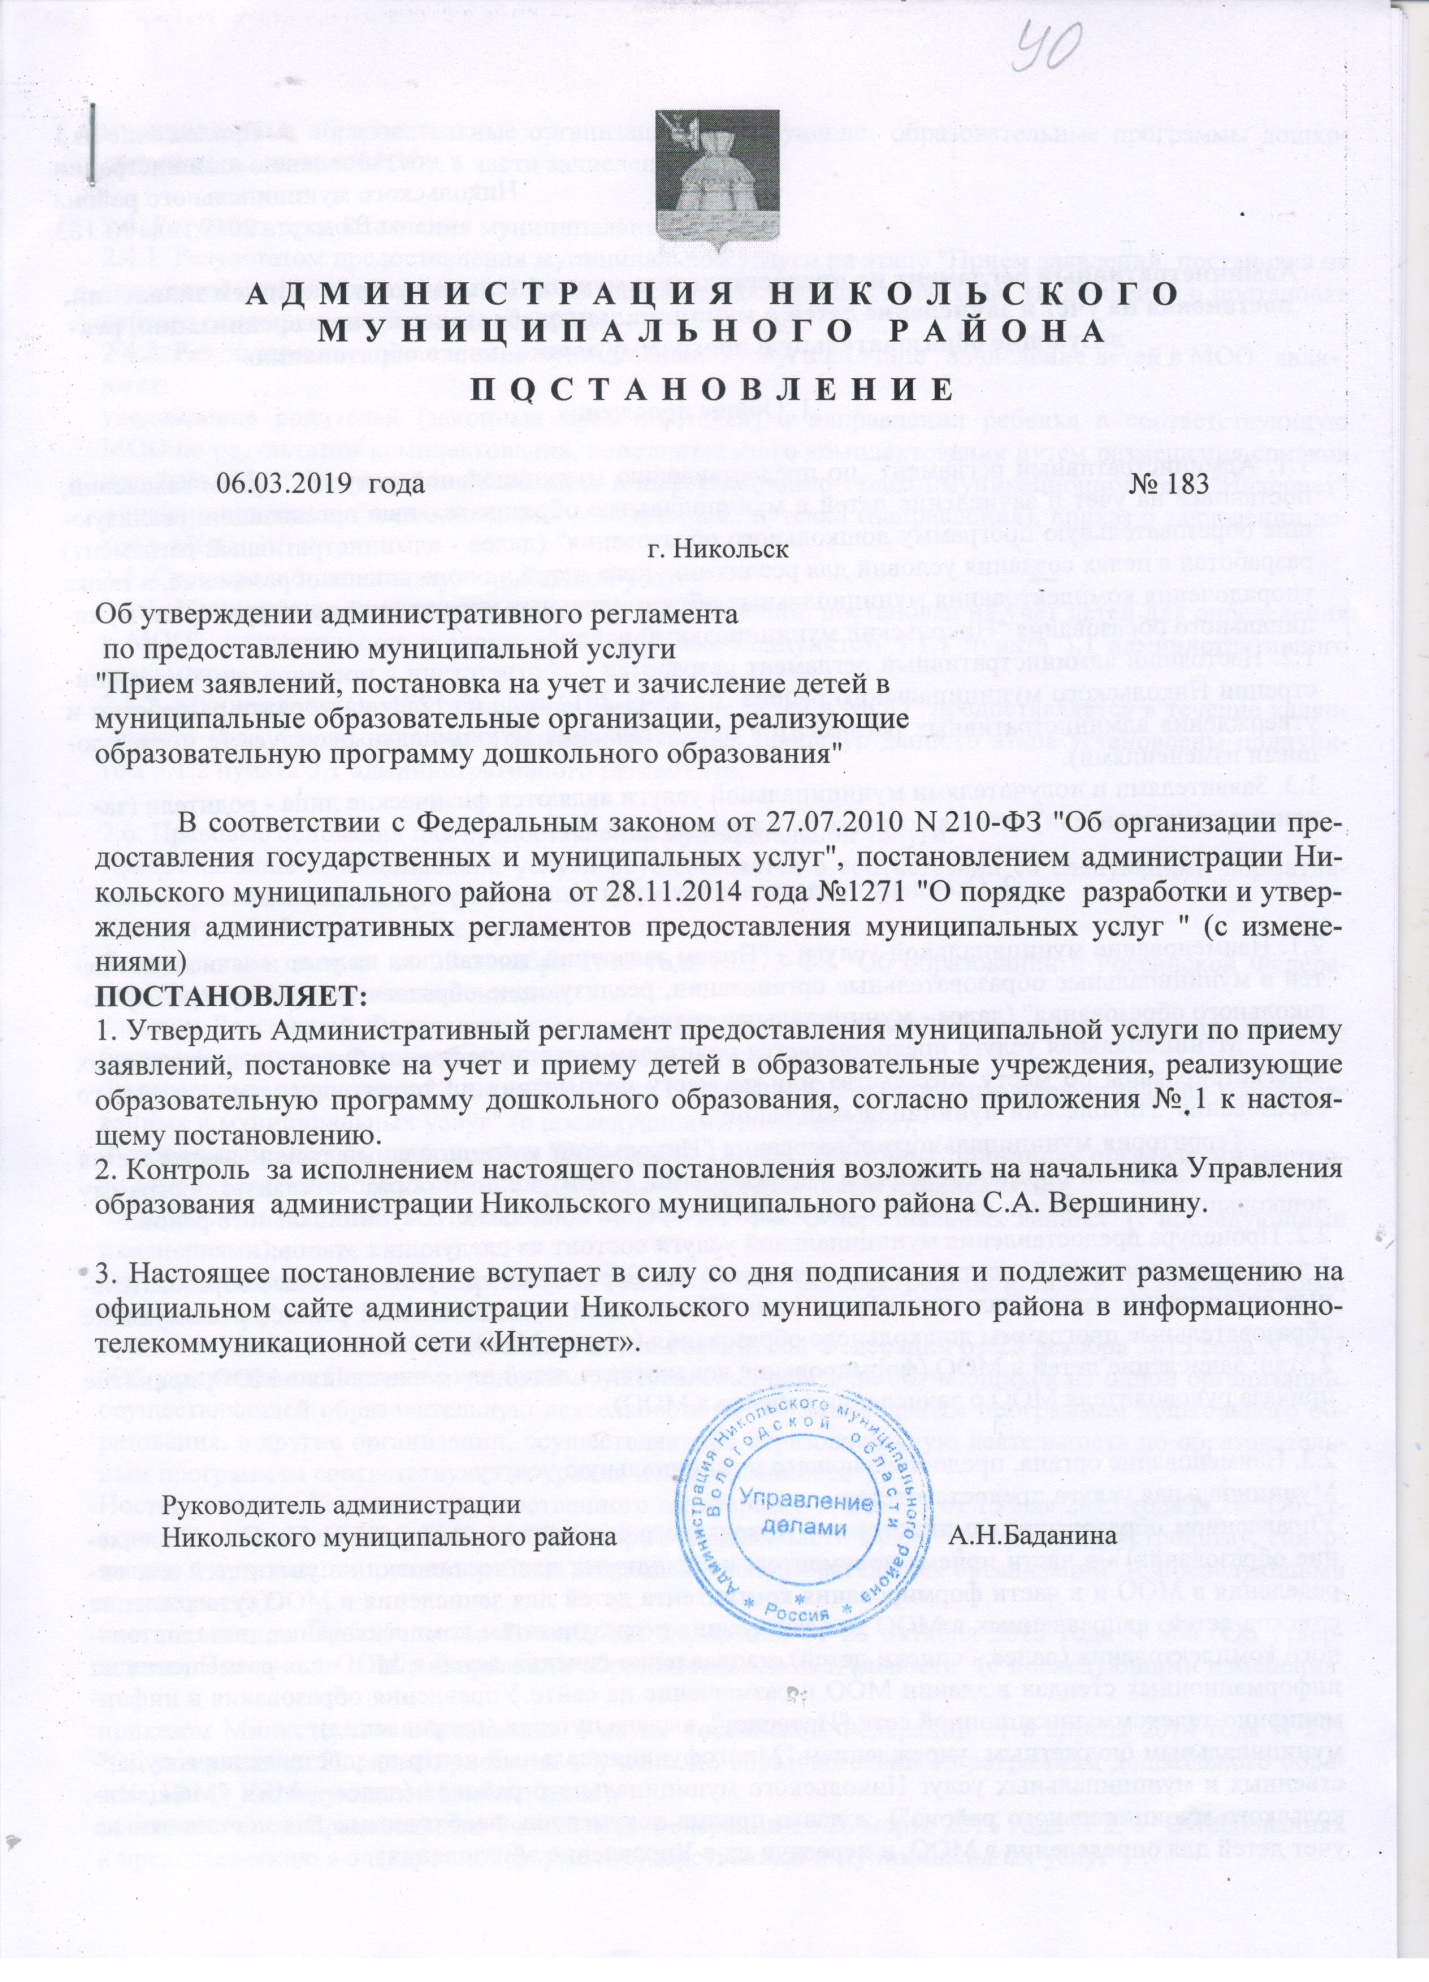 40
АДМИНИСТРАЦИЯ НИКОЛЬСКОГО
МУНИЦИПАЛЬНОГО РАЙОНА
ПОСТАНОВЛЕНИЕ
06.03.2019 года № 183
г. Никольск
Об утверждении административного регламента
по предоставлению муниципальной услуги
"Прием заявлений, постановка на учет и зачисление детей в
муниципальные образовательные организации, реализующие
образовательную программу дошкольного образования"
В соответствии с Федеральным законом от 27.07.2010 N 210-ФЗ "Об организации пре-
доставления государственных и муниципальных услуг", постановлением администрации Ни-
кольского муниципального района от 28.11.2014 года №1271 "О порядке разработки и утвер-
ждения административных регламентов предоставления муниципальных услуг " (с измене-
ниями)
ПОСТАНОВЛЯЕТ:
1. Утвердить Административный регламент предоставления муниципальной услуги по приему
заявлений, постановке на учет и приему детей в образовательные учреждения, реализующие
образовательную программу дошкольного образования, согласно приложения № 1 к настоя-
щему постановлению.
2. Контроль за исполнением настоящего постановления возложить на начальника Управления
образования администрации Никольского муниципального района С.А. Вершинину.
3. Настоящее постановление вступает в силу со дня подписания и подлежит размещению на
официальном сайте администрации Никольского муниципального района в информационно-
телекоммуникационной сети «Интернет».
Руководитель администрации
Никольского муниципального района А.Н.Баданина
Администрация Никольского муниципального района
Вологодской области
Управление
делами
* Россия *